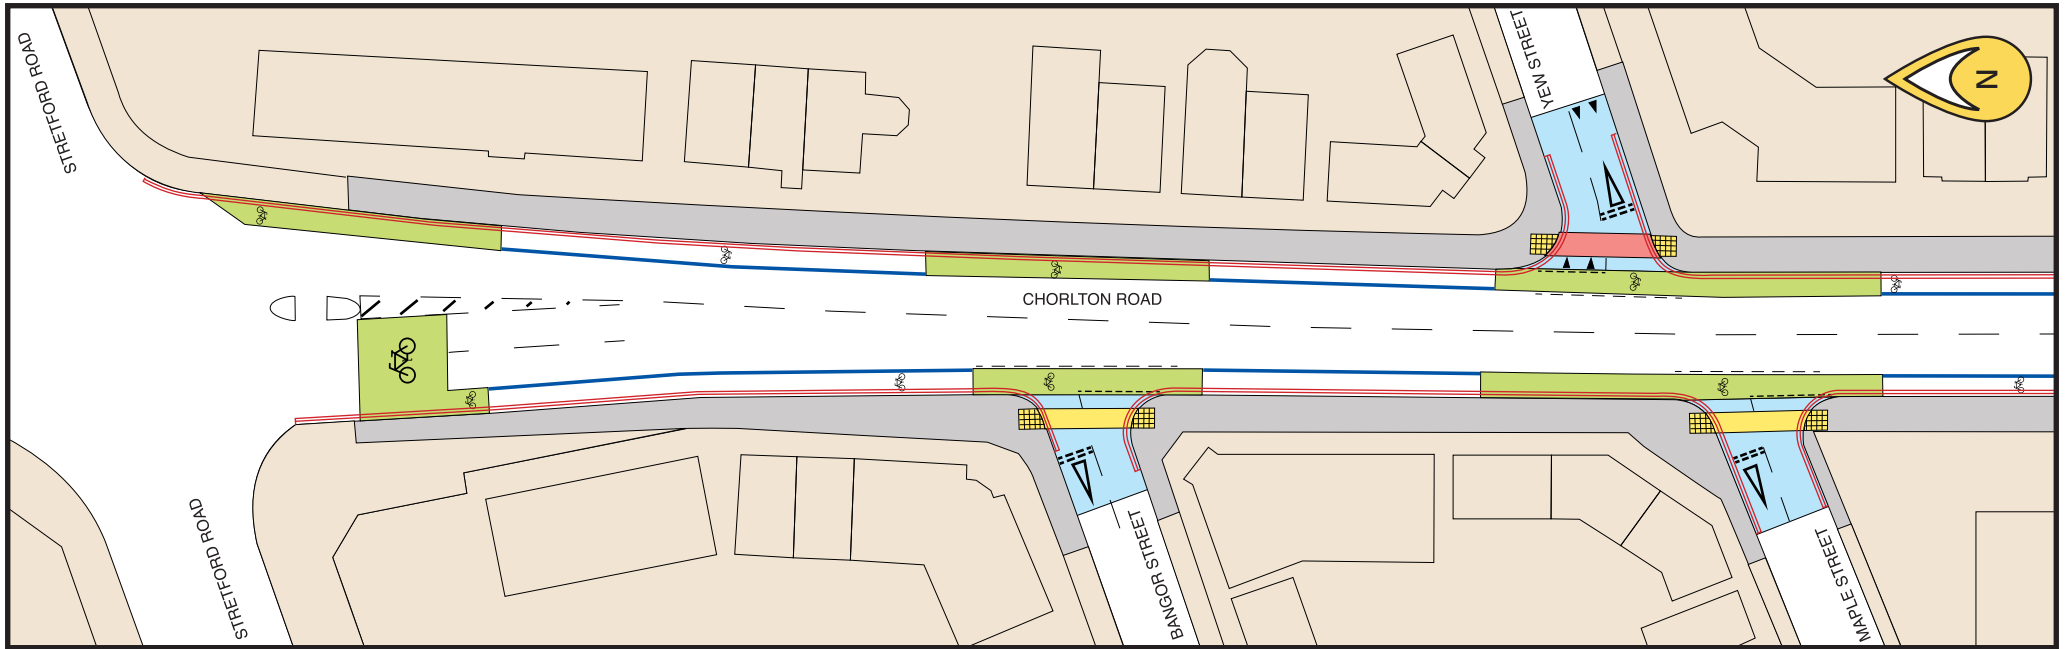 STRETFORD ROAD
YEW STREET
N
CHORLTON ROAD
STRETFORD ROAD
BANGOR STREET
MAPLE STREET